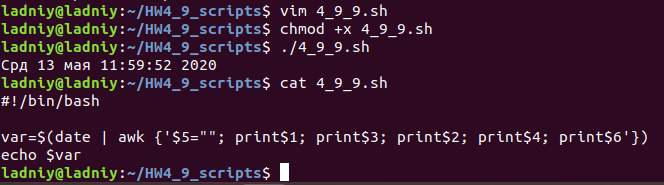 ladniy@ladniy:~/HW4_9_scripts$ vim 4_9_9.sh
ladniy@ladniy:~/HW4_9_scripts$ chmod +x 4_9_9.sh
ladniy@ladniy:~/HW4_9_scripts$ ./4_9_9.sh
Срд 13 мая 11:59:52 2020
ladniy@ladniy:~/HW4_9_scripts$ cat 4_9_9.sh
#!/bin/bash
var=$(date | awk {'$5=""; print$1; print$3; print$2; print$4; print$6'})
echo $var
ladniy@ladniy:~/HW4_9_scripts$